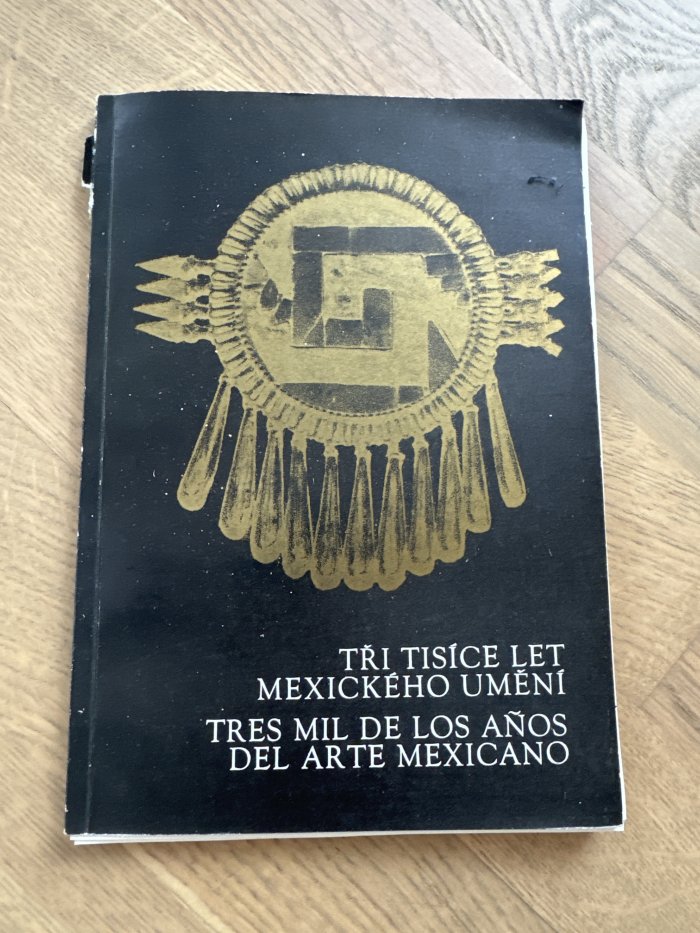 TŘI TISÍCE LET
MEXICKÉHO UMĚNÍ
TRES MIL DE LOS AÑOS
DEL ARTE MEXICANO